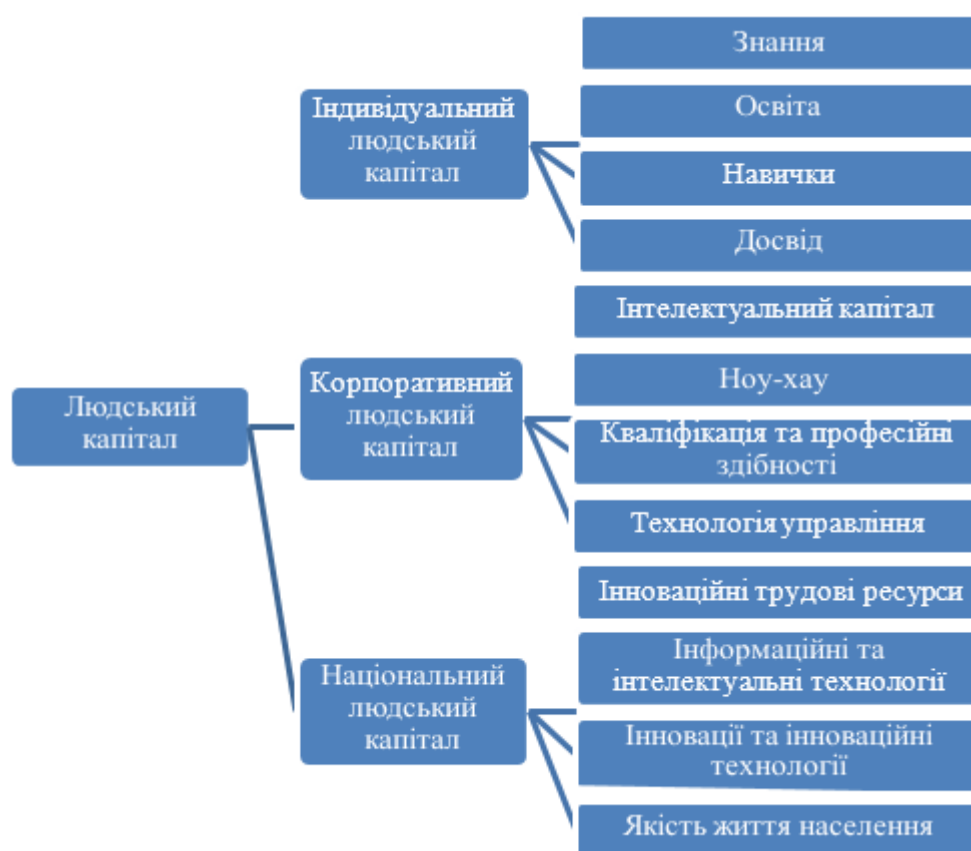 Людський
капітал
Індивідуальний
людський
капітал
Знання
Освіта
Навички
Досвід
Корпоративний
людський
капітал
Інтелектуальний капітал
Ноу-хау
Кваліфікація та професійні
здібності
Технологія управління
Національний
людський
капітал
Інноваційні трудові ресурси
Інформаційні та
інтелектуальні технології
Інновації та інноваційні
технології
Якість життя населення